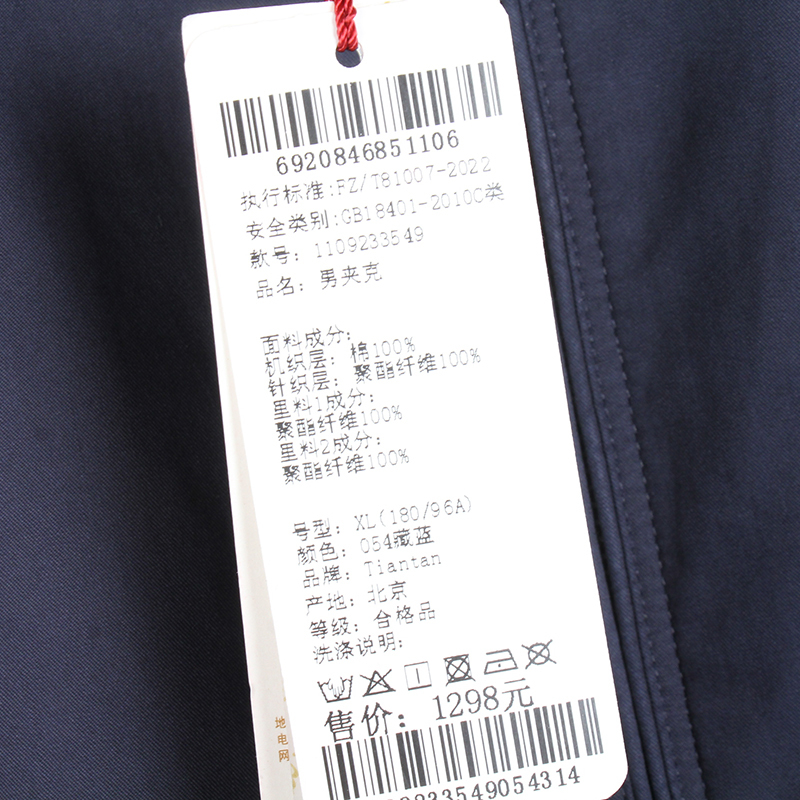 6920846851106
执行标准:FZ/T81007-2022
安全类别:GB18401-2010C类
款号: 1109233549
品名: 男夹克
面料成分:
机织层: 棉100%
针织层: 聚酯纤维100%
里料1成分:
聚酯纤维100%
里料2成分:
聚酯纤维100%
号型: XL(180/96A)
颜色: 054藏蓝
品牌: Tiantan
产地: 北京
等级: 合格品
洗涤说明:
售价: 1298元
09233549054314
地
电
网